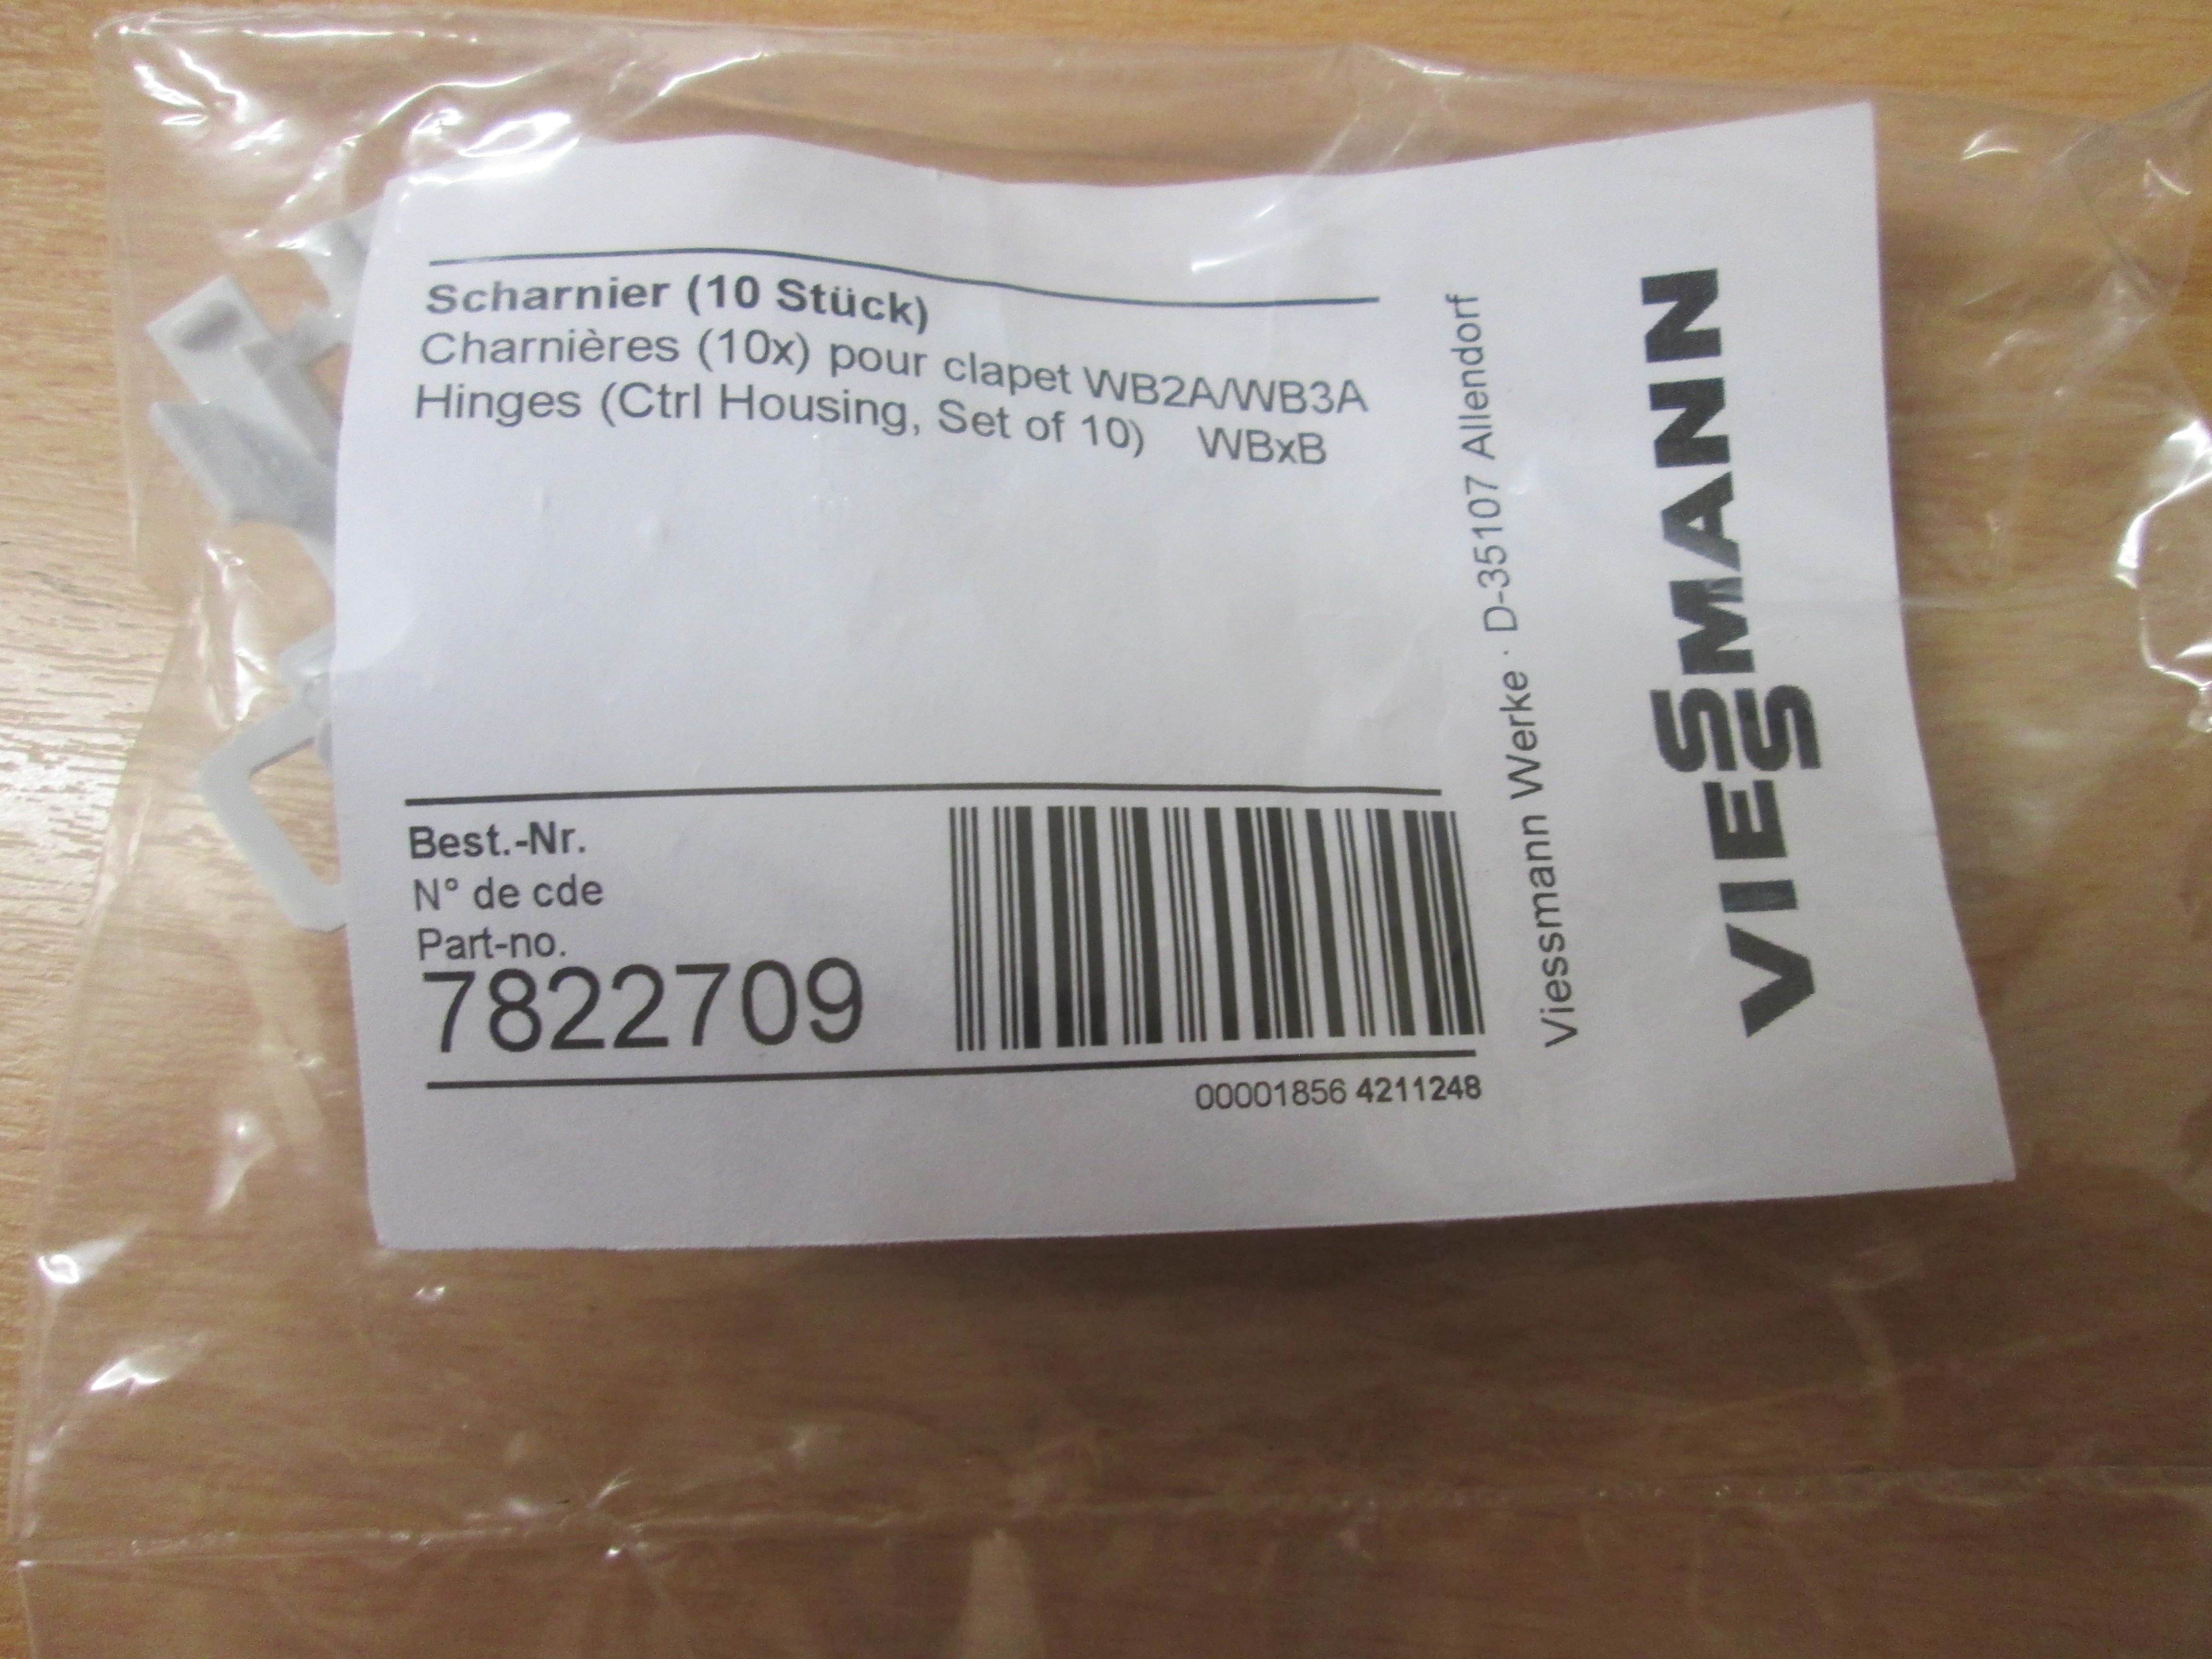 Scharnier (10 Stück)
Charnières (10x) pour clapet WB2A/WB3A
Hinges (Ctrl Housing, Set of 10) WBxB
Best.-Nr.
N° de cde
Part-no.
7822709
00001856 4211248
Viessmann Werke · D-35107 Allendorf
VIESSMANN